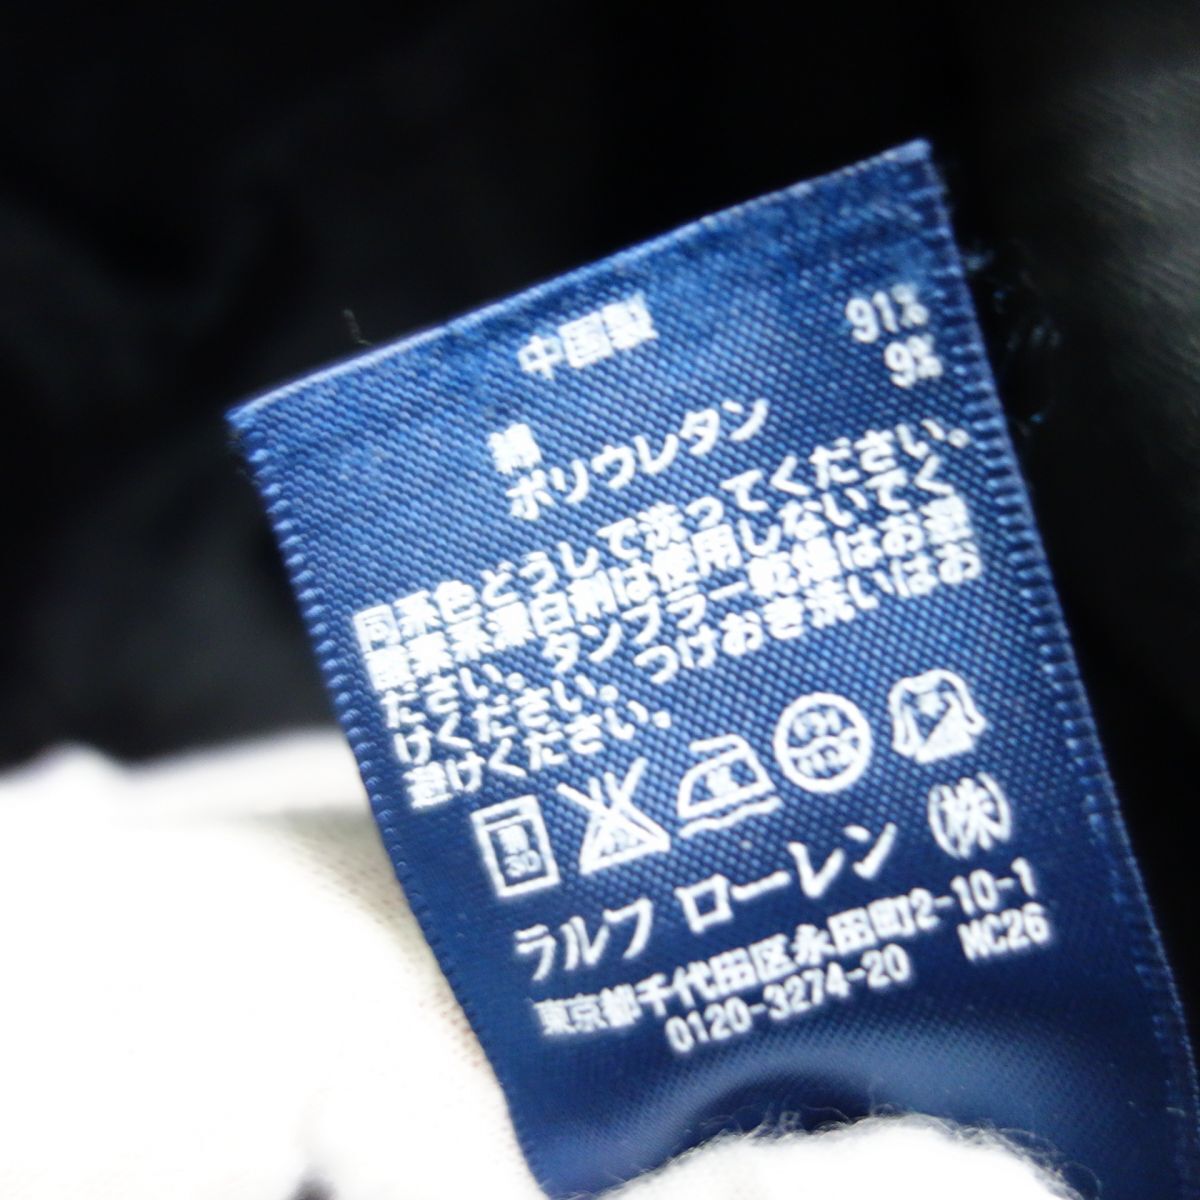 中国製
綿 91%
ポリウレタン 9%
同系色どうしで洗ってください。
酸素系漂白剤は使用しないでく
ださい。タンブラー乾燥はお避
けください。つけおき洗いはお
避けください。
30
ラルフ ローレン (株)
東京都千代田区永田町2-10-1
0120-3274-20 MC26